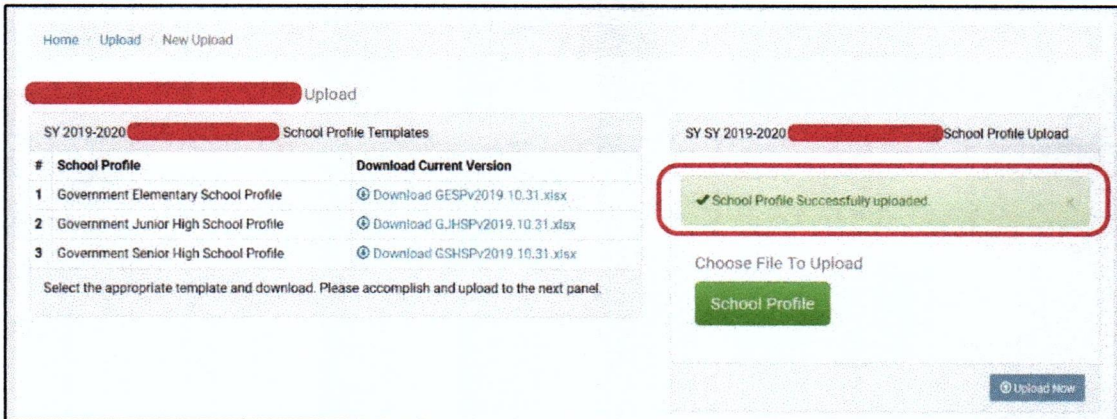 Home / Upload / New Upload
Upload
SY 2019-2020 School Profile Templates
# School Profile Download Current Version
1 Government Elementary School Profile Download GESPv2019.10.31.xlsx
2 Government Junior High School Profile Download GJHSPv2019.10.31.xlsx
3 Government Senior High School Profile Download GSHSPv2019.10.31.xlsx
Select the appropriate template and download. Please accomplish and upload to the next panel.
SY SY 2019-2020 School Profile Upload
✔ School Profile Successfully uploaded. ×
Choose File To Upload
School Profile
Upload Now